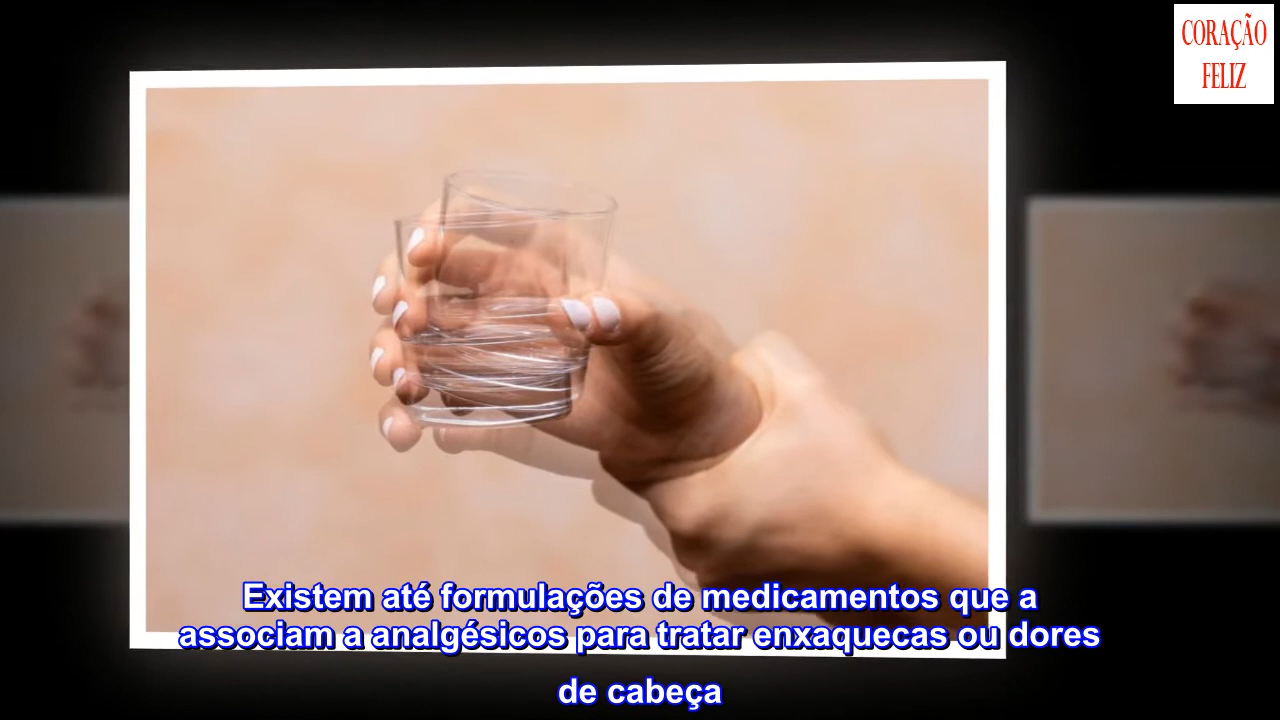 CORAÇÃO
FELIZ
Existem até formulações de medicamentos que a
associam a analgésicos para tratar enxaquecas ou dores
de cabeça